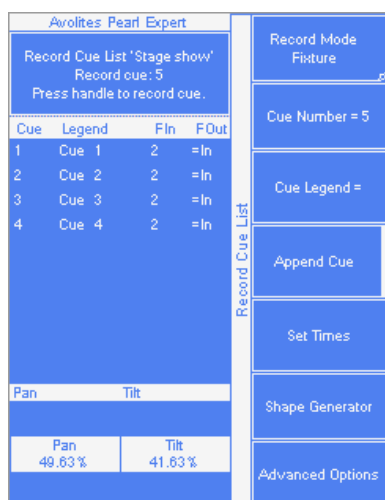 Avolites Pearl Expert
Record Cue List 'Stage show'
Record cue: 5
Press handle to record cue.
Cue Legend FIn FOut
1 Cue 1 2 =In
2 Cue 2 2 =In
3 Cue 3 2 =In
4 Cue 4 2 =In
Pan Tilt
Pan Tilt
49.63% 41.63%
Record Cue List
Record Mode
Fixture
Cue Number = 5
Cue Legend =
Append Cue
Set Times
Shape Generator
Advanced Options